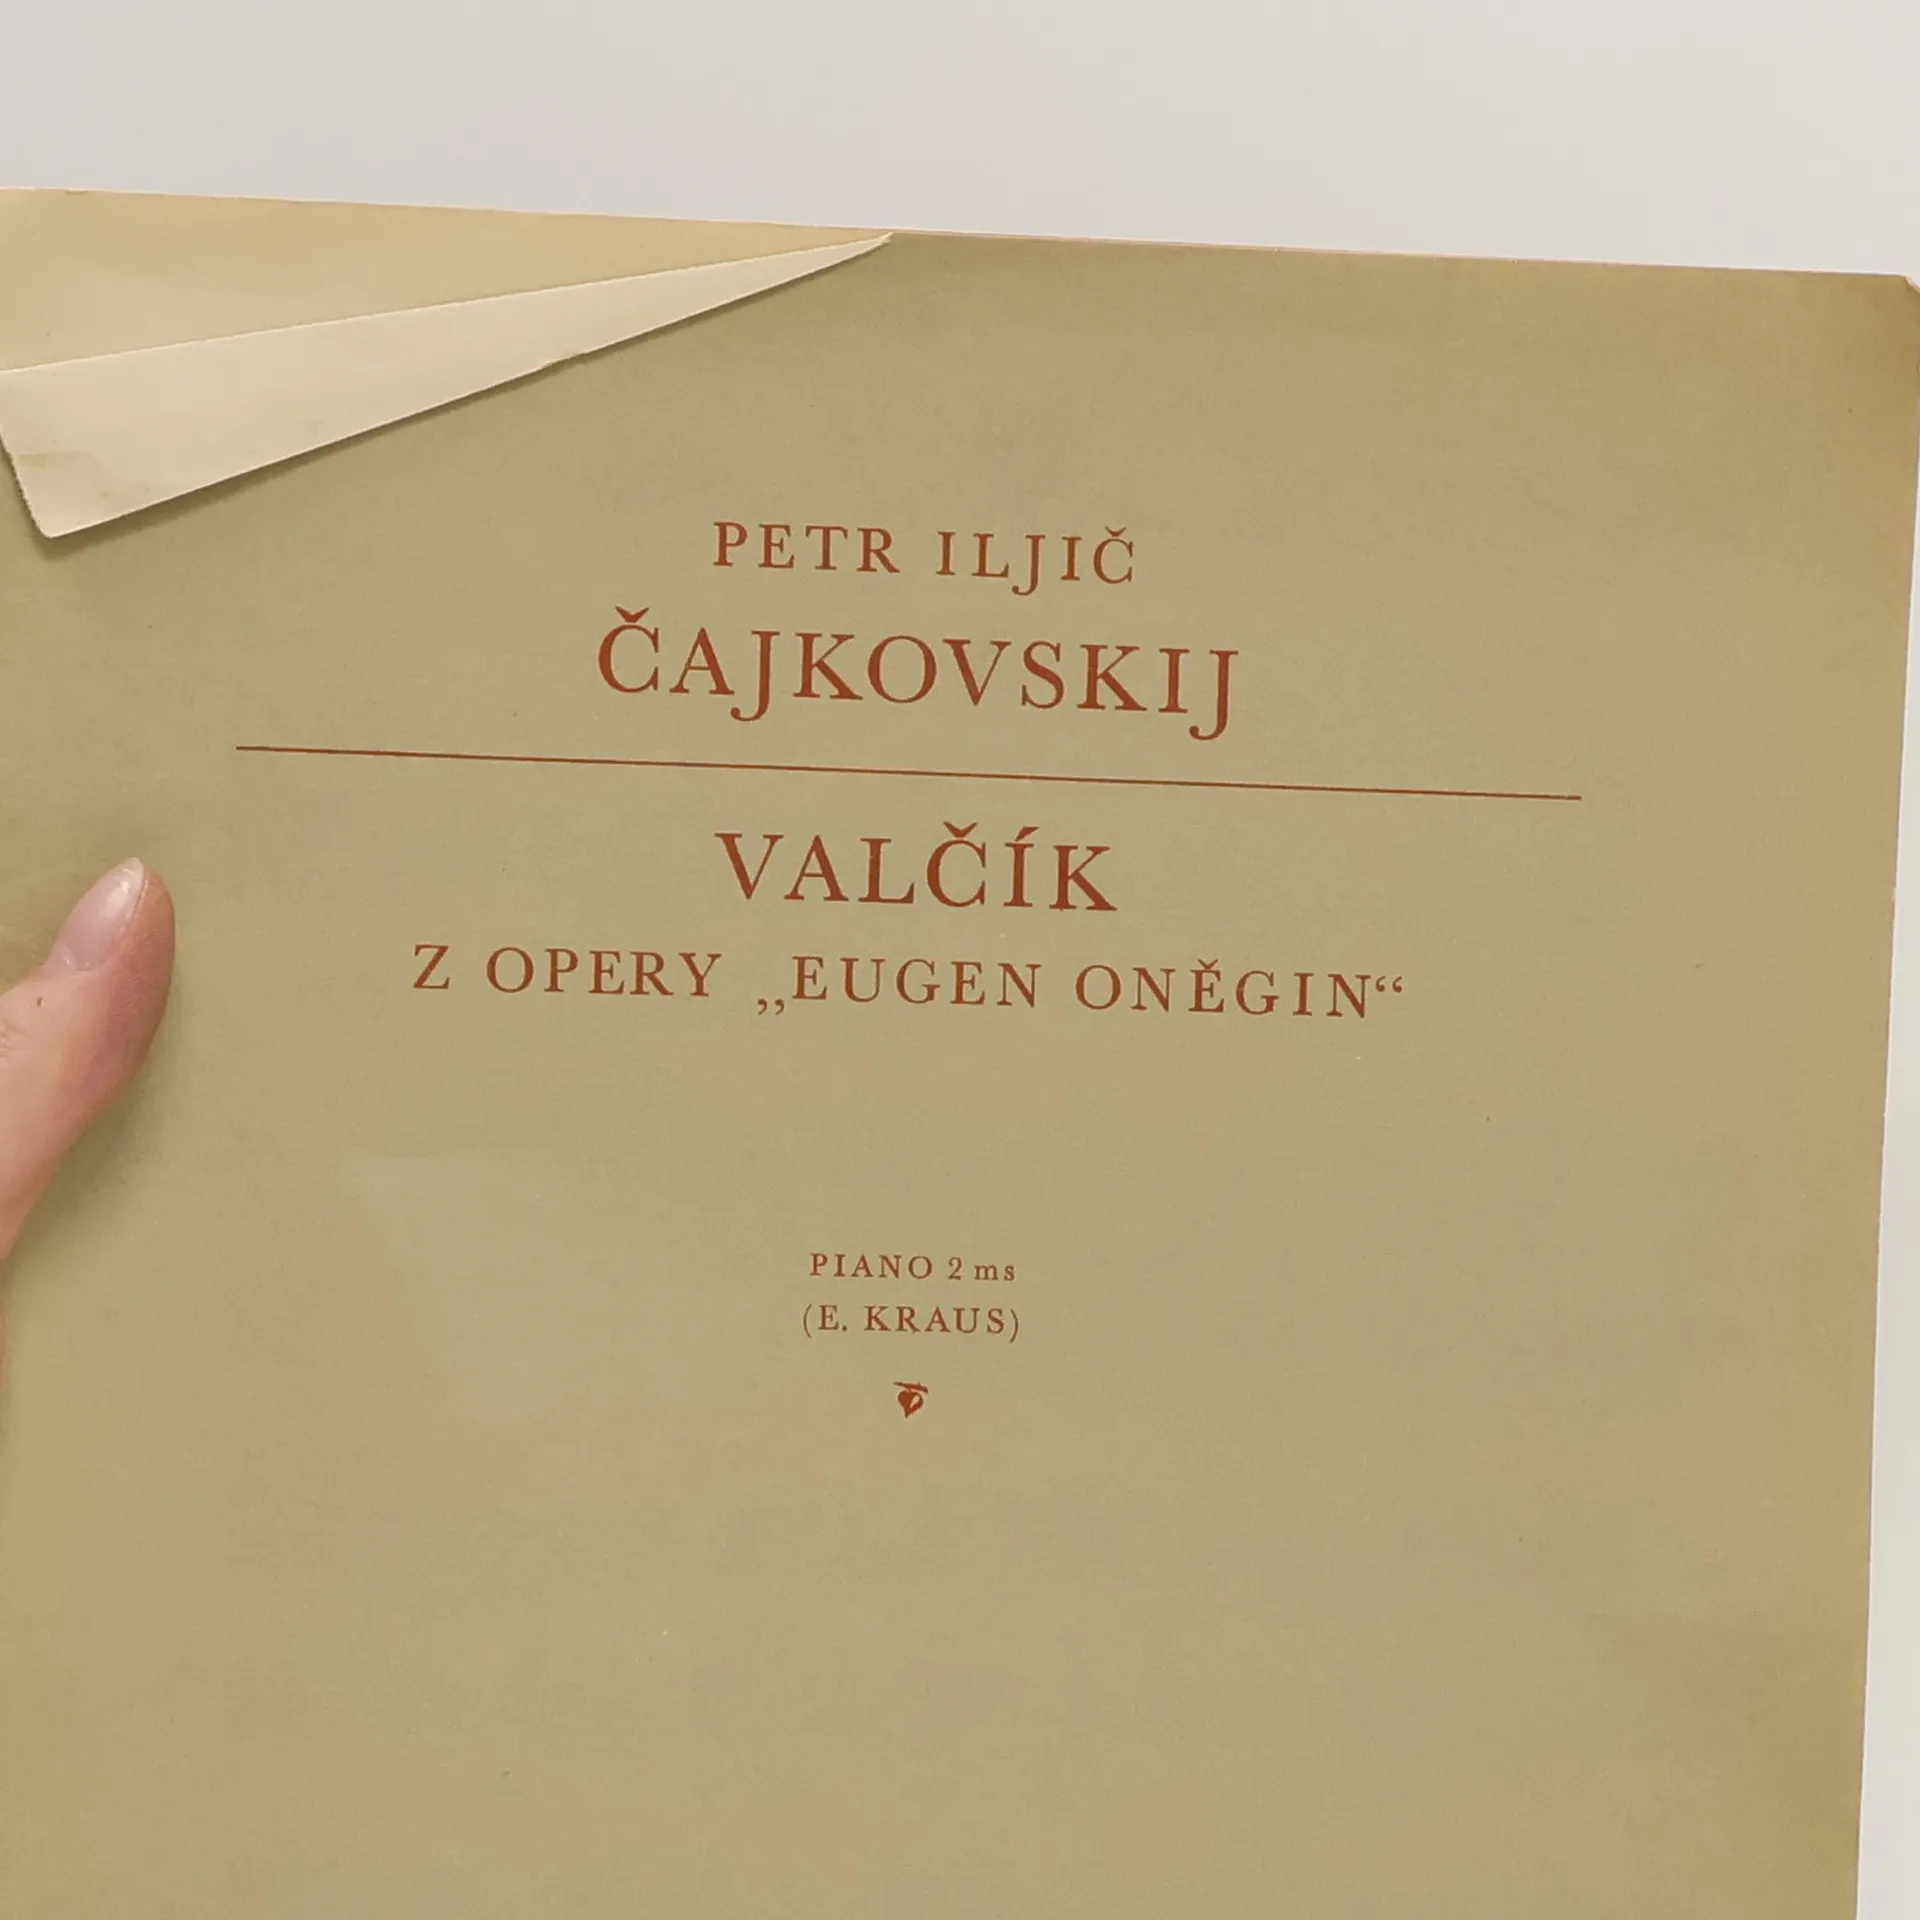 PETR ILJIČ
ČAJKOVSKIJ
VALČÍK
Z OPERY „EUGEN ONĚGIN“
PIANO 2 ms
(E. KRAUS)